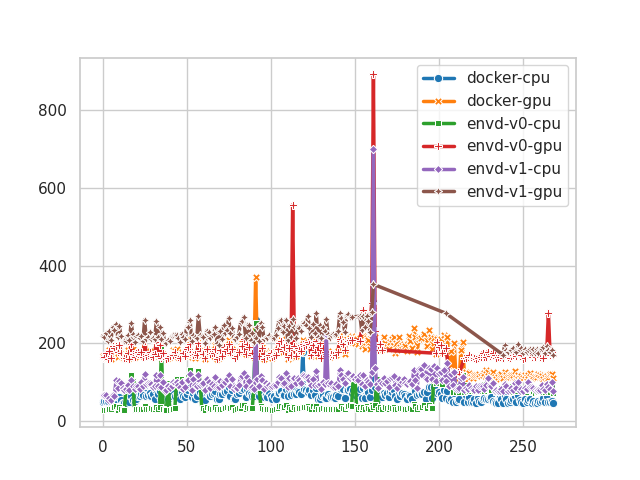 docker-cpu
docker-gpu
envd-v0-cpu
envd-v0-gpu
envd-v1-cpu
envd-v1-gpu
800
600
400
200
0
0 50 100 150 200 250